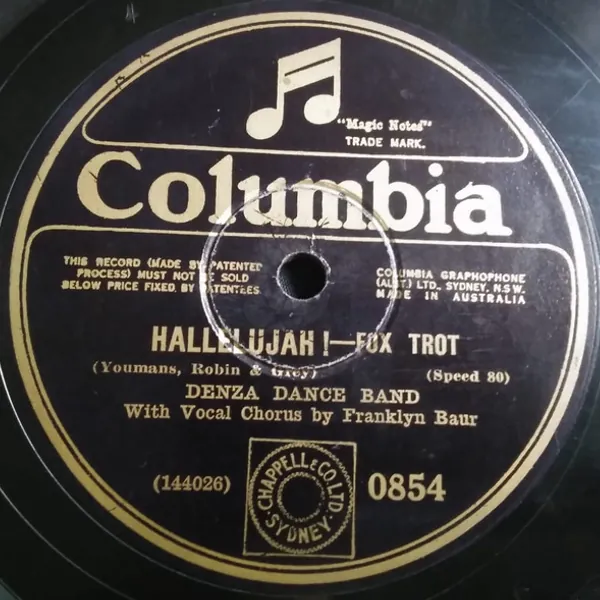 "Magic Notes"
TRADE MARK.
Columbia
THIS RECORD (MADE BY PATENTED
PROCESS) MUST NOT BE SOLD
BELOW PRICE FIXED BY PATENTEES.
COLUMBIA GRAPHOPHONE
(AUST.) LTD., SYDNEY, N.S.W.
MADE IN AUSTRALIA
HALLELUJAH!—FOX TROT
(Youmans, Robin & Grey)
(Speed 80)
DENZA DANCE BAND
With Vocal Chorus by Franklyn Baur
(144026)
CHAPPELL & CO LTD
SYDNEY
0854